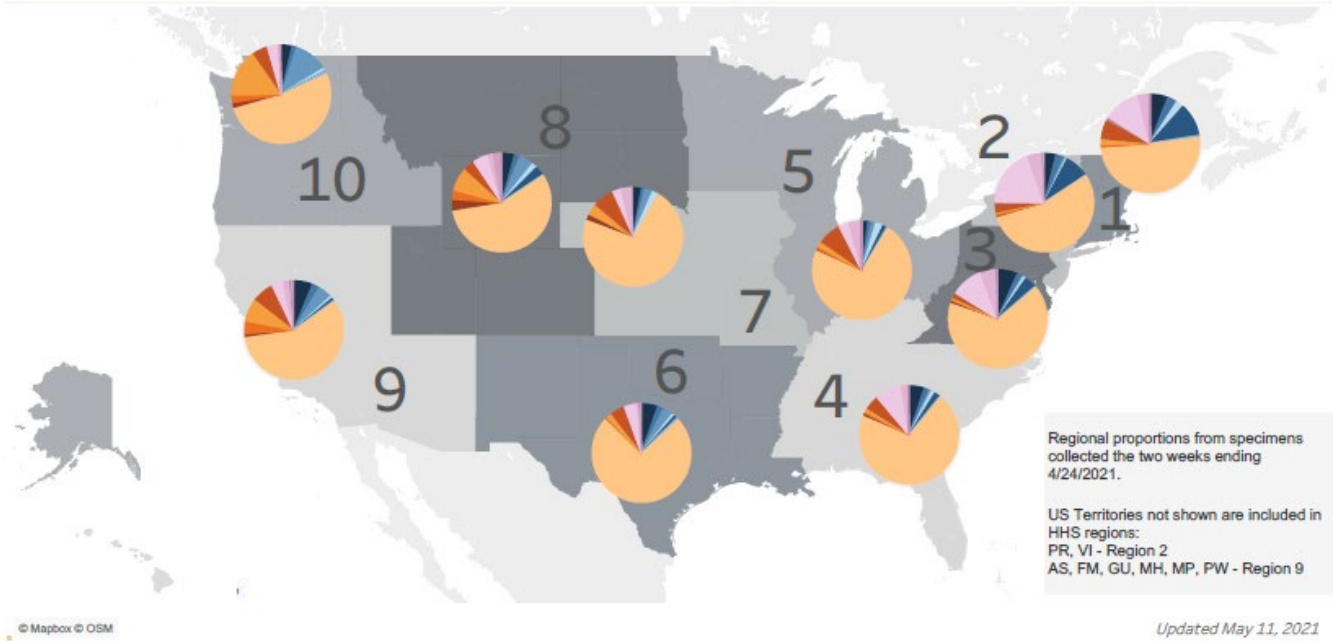 8
2
10
5
1
3
7
6
9
4
Regional proportions from specimens
collected the two weeks ending
4/24/2021.
US Territories not shown are included in
HHS regions:
PR, VI - Region 2
AS, FM, GU, MH, MP, PW - Region 9
© Mapbox © OSM
Updated May 11, 2021